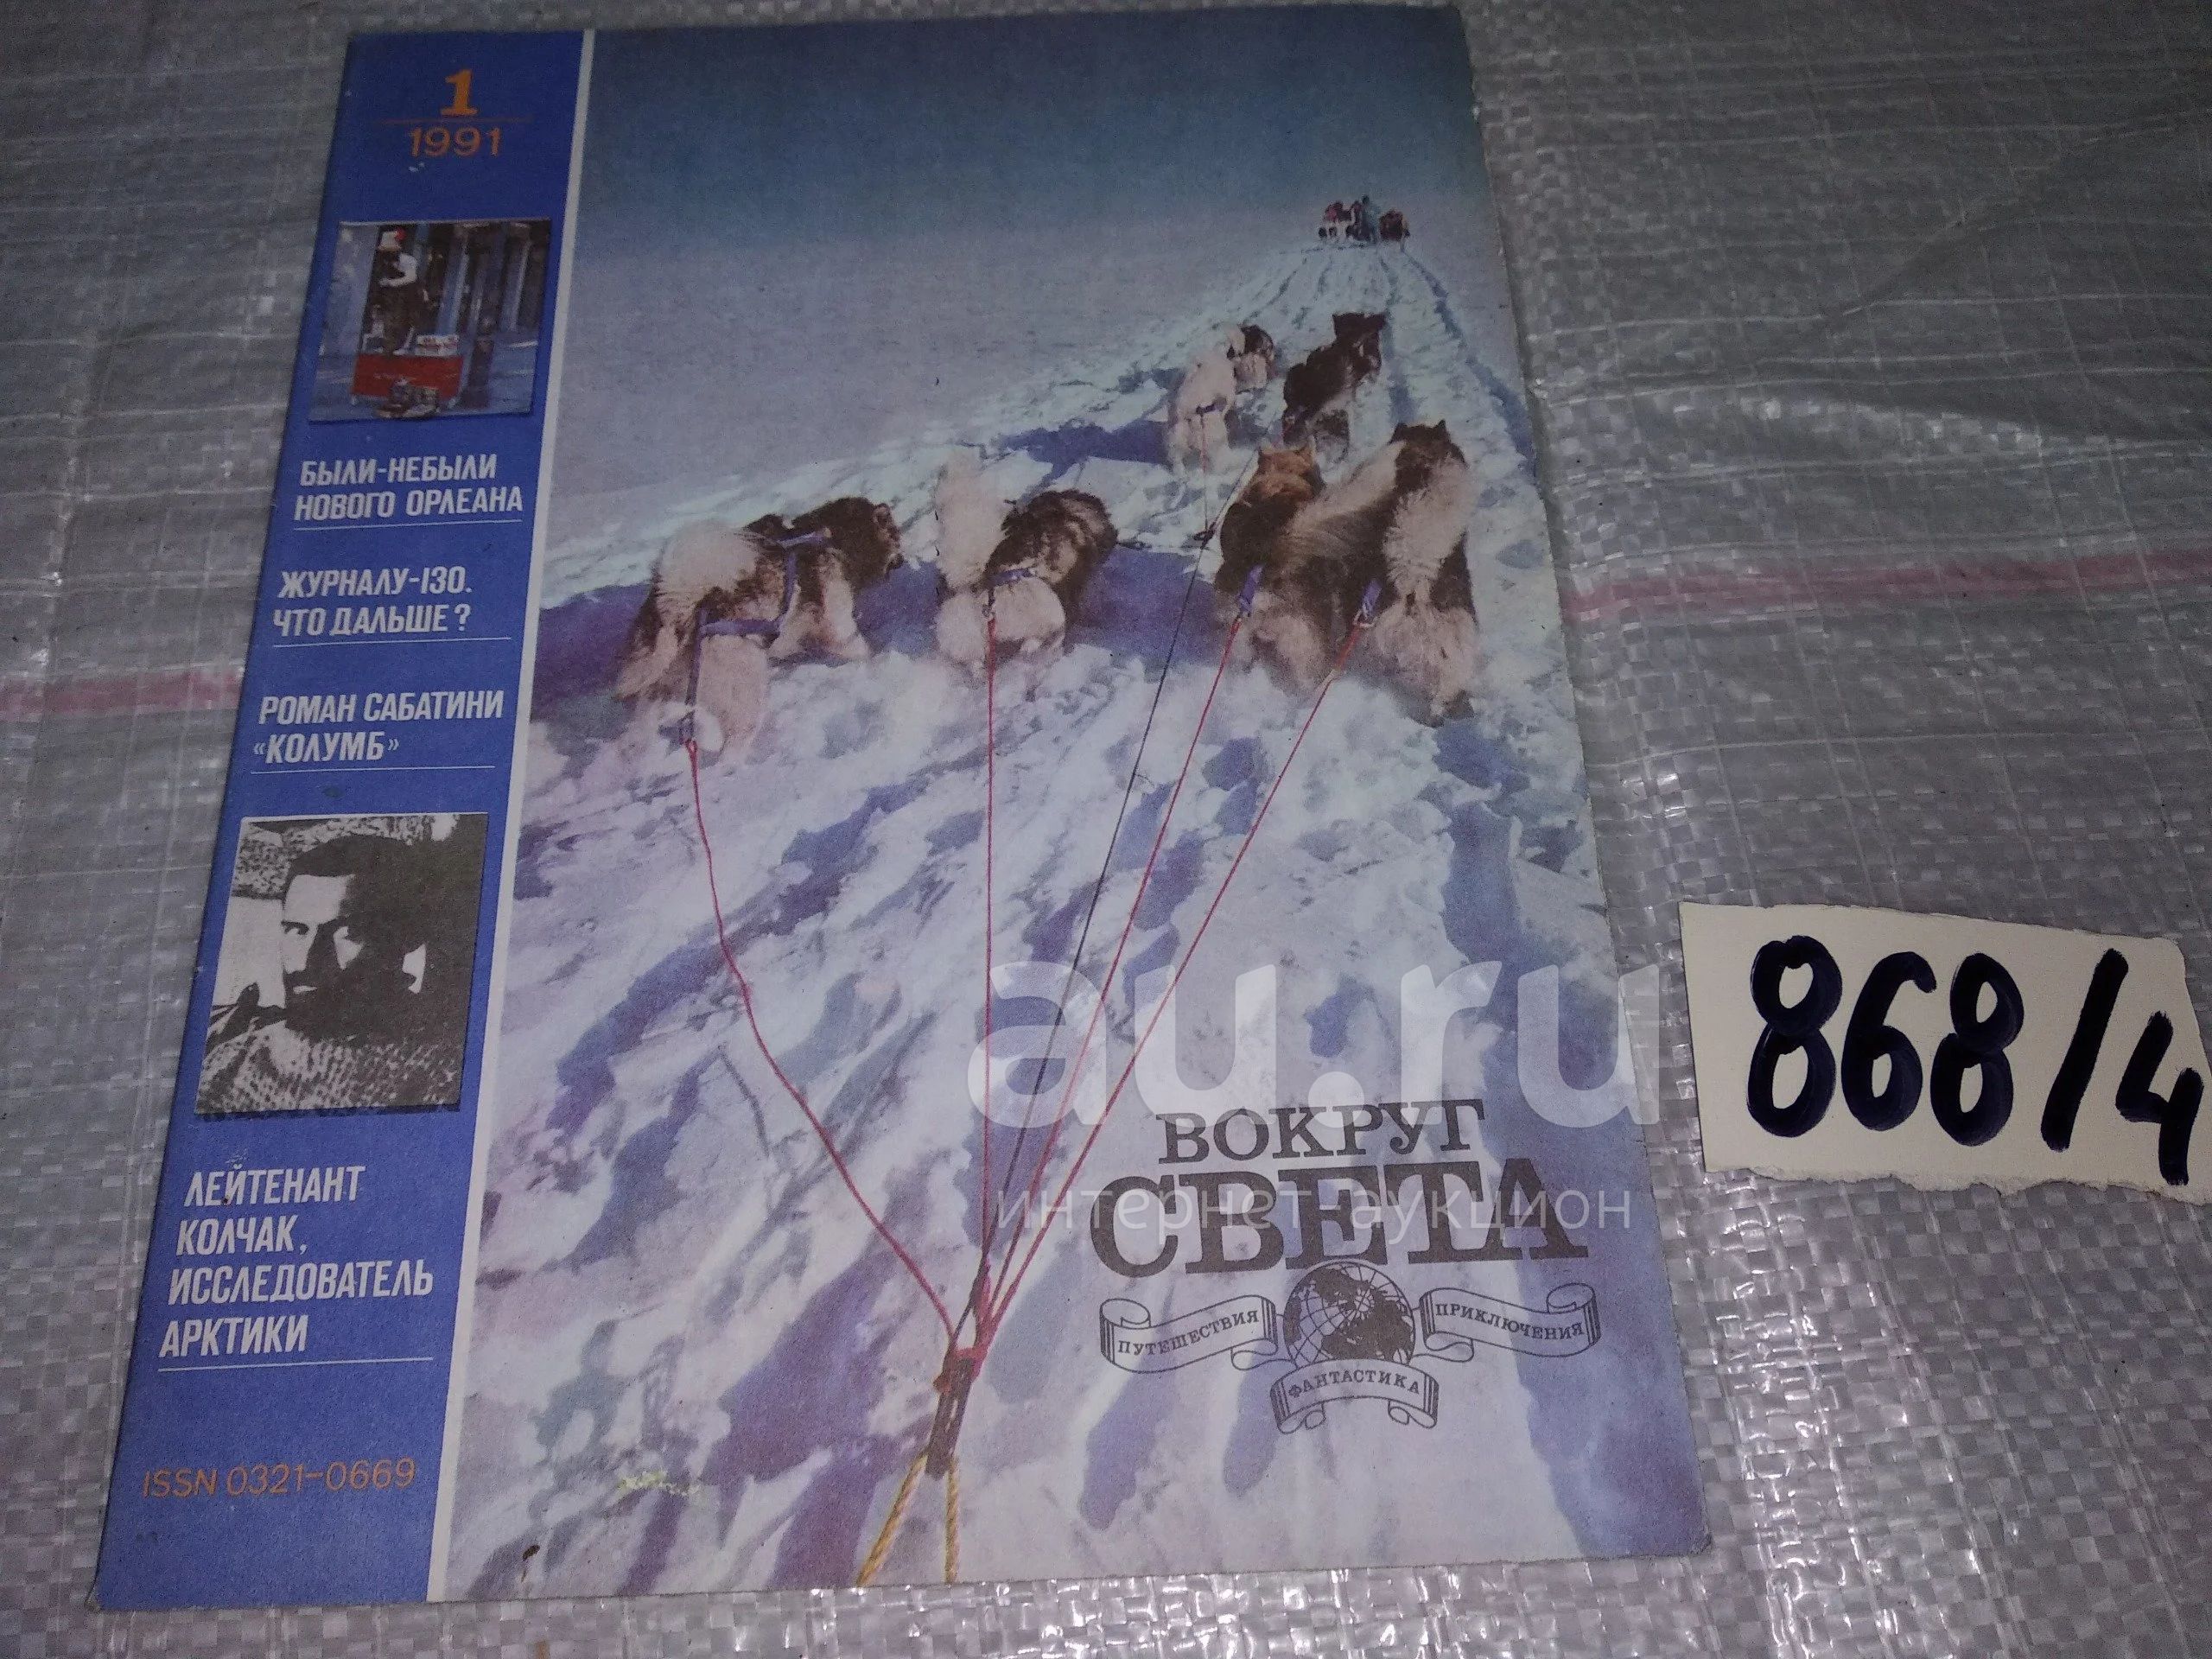 1
1991
БЫЛИ-НЕБЫЛИ
НОВОГО ОРЛЕАНА
ЖУРНАЛУ-130.
ЧТО ДАЛЬШЕ?
РОМАН САБАТИНИ
«КОЛУМБ»
ЛЕЙТЕНАНТ
КОЛЧАК,
ИССЛЕДОВАТЕЛЬ
АРКТИКИ
ISSN 0321-0669
ВОКРУГ
СВЕТА
ПУТЕШЕСТВИЯ
ПРИКЛЮЧЕНИЯ
ФАНТАСТИКА
868/4
au.ru
интернет аукцион